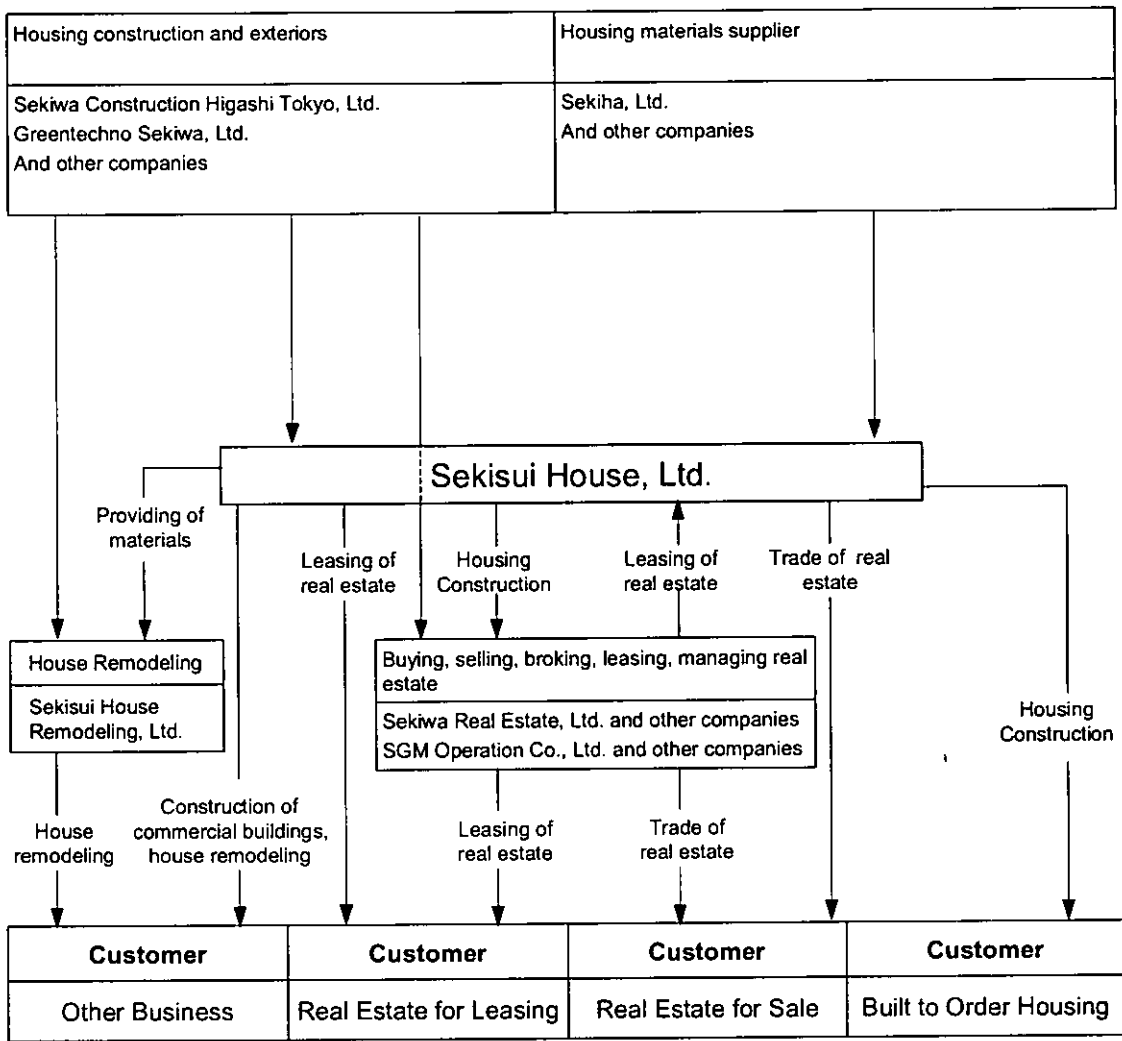 Housing construction and exteriors
Housing materials supplier
Sekiwa Construction Higashi Tokyo, Ltd.
Greentechno Sekiwa, Ltd.
And other companies
Sekiha, Ltd.
And other companies
Sekisui House, Ltd.
Providing of
materials
Leasing of
real estate
Housing
Construction
Leasing of
real estate
Trade of real
estate
House Remodeling
Sekisui House
Remodeling, Ltd.
Buying, selling, broking, leasing, managing real
estate
Sekiwa Real Estate, Ltd. and other companies
SGM Operation Co., Ltd. and other companies
Housing
Construction
House
remodeling
Construction of
commercial buildings,
house remodeling
Leasing of
real estate
Trade of
real estate
Customer
Customer
Customer
Customer
Other Business
Real Estate for Leasing
Real Estate for Sale
Built to Order Housing